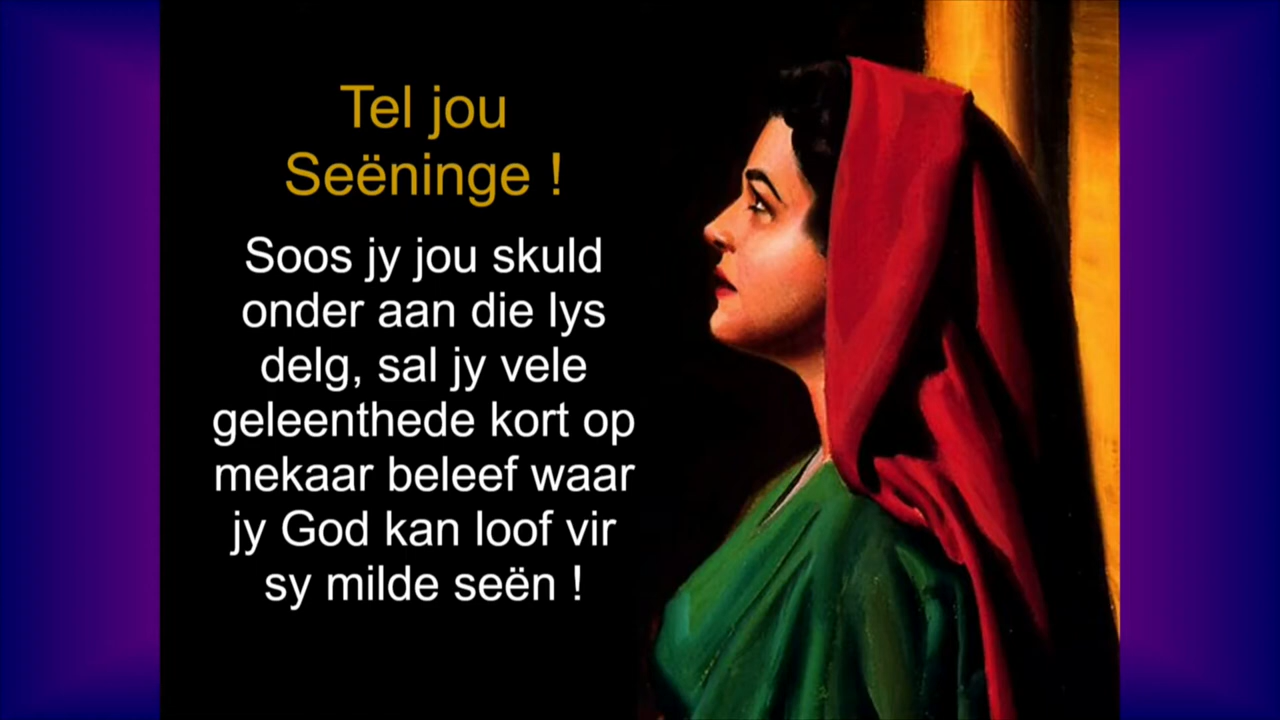 Tel jou
Seëninge !
Soos jy jou skuld
onder aan die lys
delg, sal jy vele
geleenthede kort op
mekaar beleef waar
jy God kan loof vir
sy milde seën !